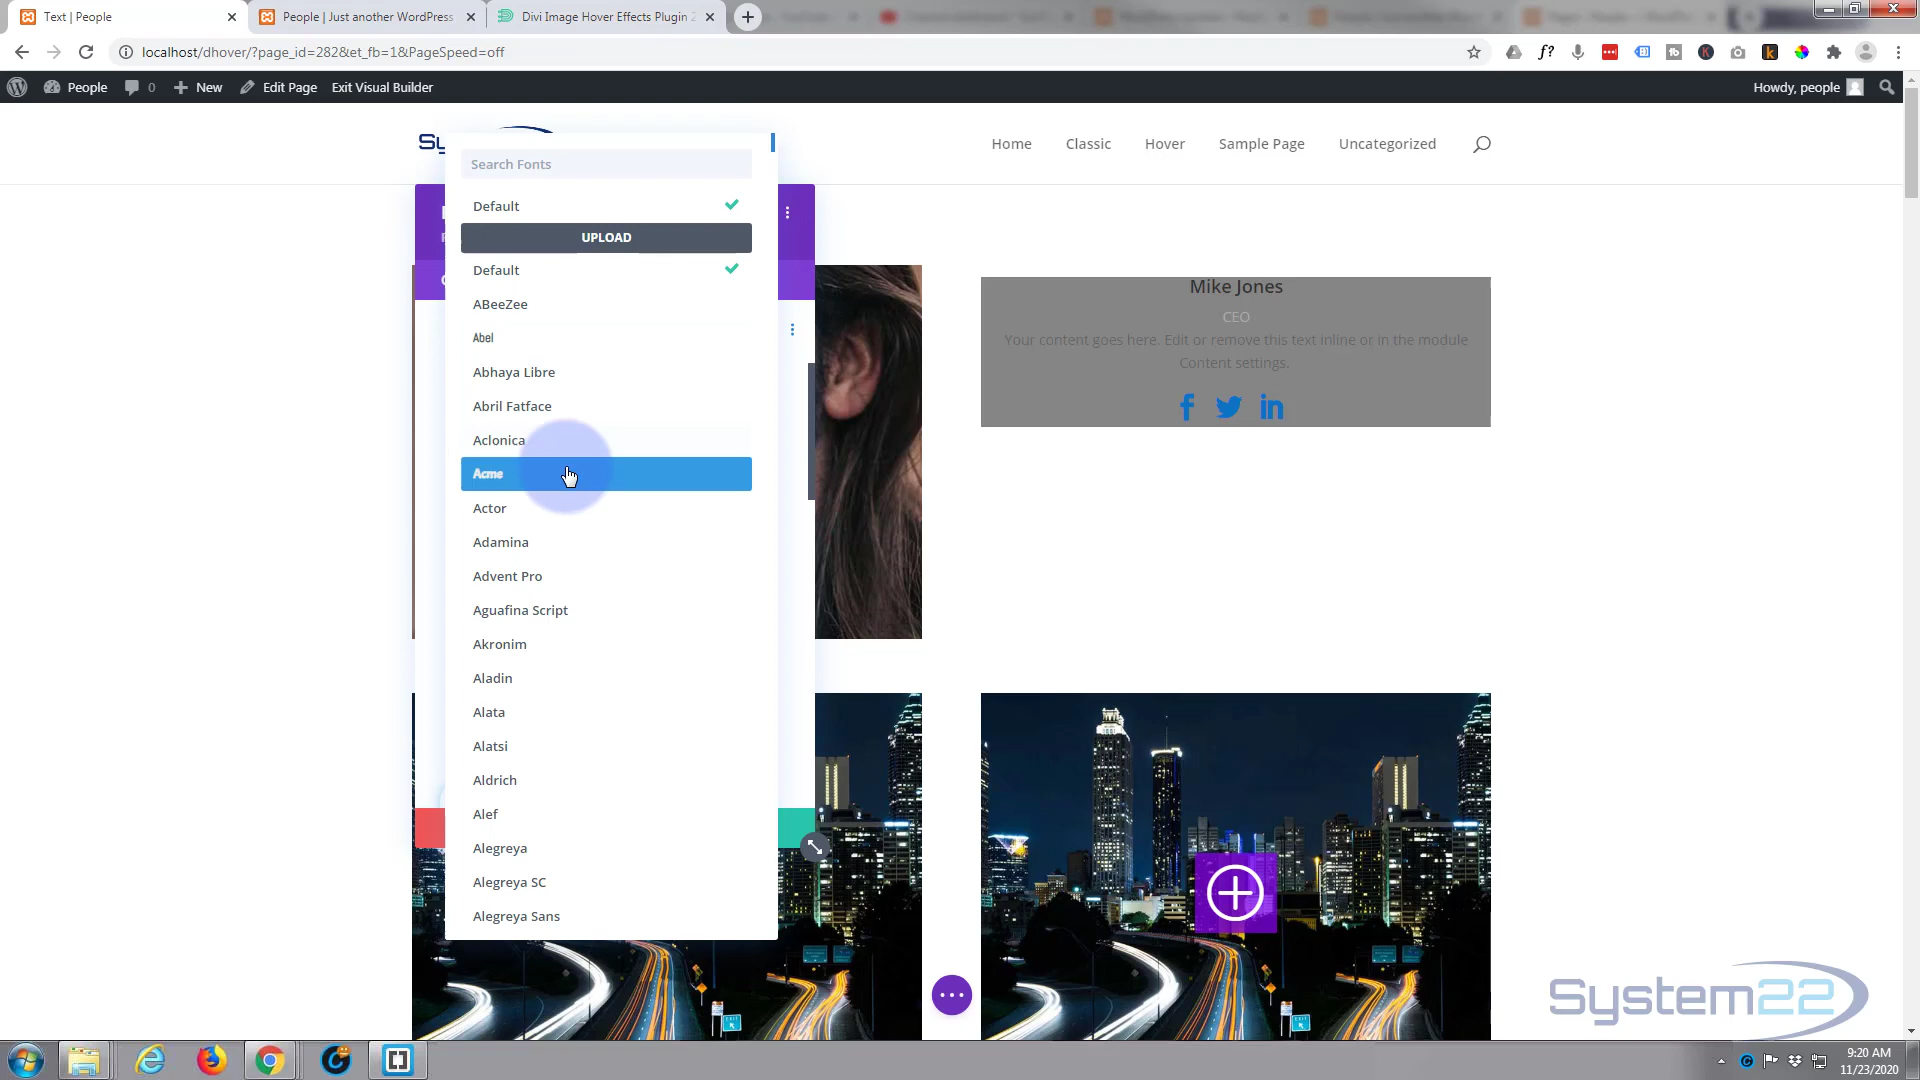 Text | People
People | Just another WordPress
Divi Image Hover Effects Plugin 2
localhost/dhover/?page_id=282&et_fb=1&PageSpeed=off
People
0
New
Edit Page
Exit Visual Builder
Howdy, people
Sy
Home
Classic
Hover
Sample Page
Uncategorized
Search Fonts
Default
UPLOAD
Default
ABeeZee
Abel
Abhaya Libre
Abril Fatface
Aclonica
Acme
Actor
Adamina
Advent Pro
Aguafina Script
Akronim
Aladin
Alata
Alatsi
Aldrich
Alef
Alegreya
Alegreya SC
Alegreya Sans
Mike Jones
CEO
Your content goes here. Edit or remove this text inline or in the module
Content settings.
System22
9:20 AM
11/23/2020